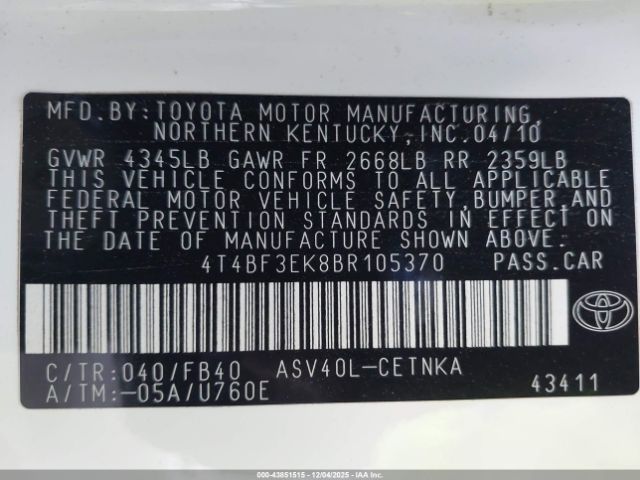 MFD.BY:TOYOTA MOTOR MANUFACTURING,
NORTHERN KENTUCKY,INC.04/10
GVWR 4345LB GAWR FR 2668LB RR 2359LB
THIS VEHICLE CONFORMS TO ALL APPLICABLE
FEDERAL MOTOR VEHICLE SAFETY,BUMPER,AND
THEFT PREVENTION STANDARDS IN EFFECT ON
THE DATE OF MANUFACTURE SHOWN ABOVE.
4T4BF3EK8BR105370 PASS.CAR
C/TR:040/FB40 ASV40L-CETNKA
A/TM:-05A/U760E 43411
TOYOTA
000-43851515 - 12/04/2025 - IAAI.COM